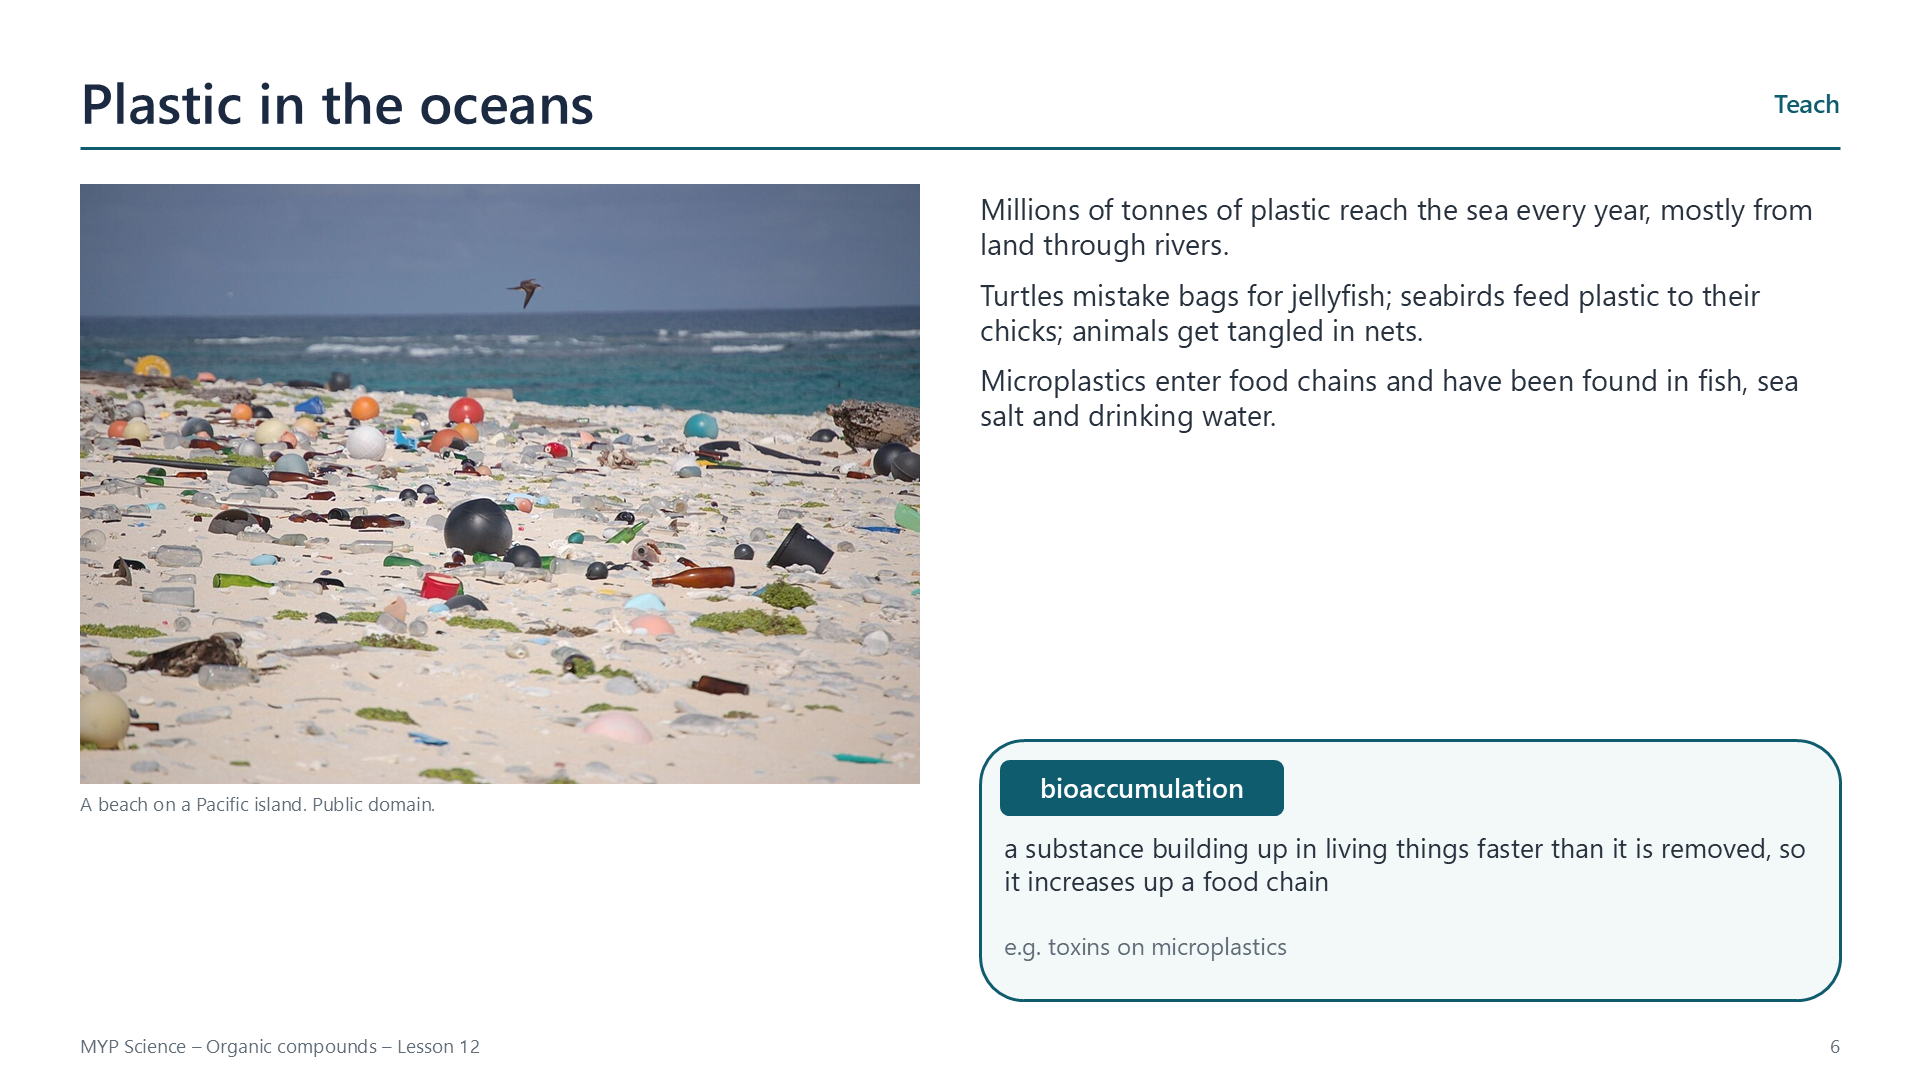 Plastic in the oceans
Teach
Millions of tonnes of plastic reach the sea every year, mostly from
land through rivers.
Turtles mistake bags for jellyfish; seabirds feed plastic to their
chicks; animals get tangled in nets.
Microplastics enter food chains and have been found in fish, sea
salt and drinking water.
A beach on a Pacific island. Public domain.
bioaccumulation
a substance building up in living things faster than it is removed, so
it increases up a food chain
e.g. toxins on microplastics
MYP Science – Organic compounds – Lesson 12
6